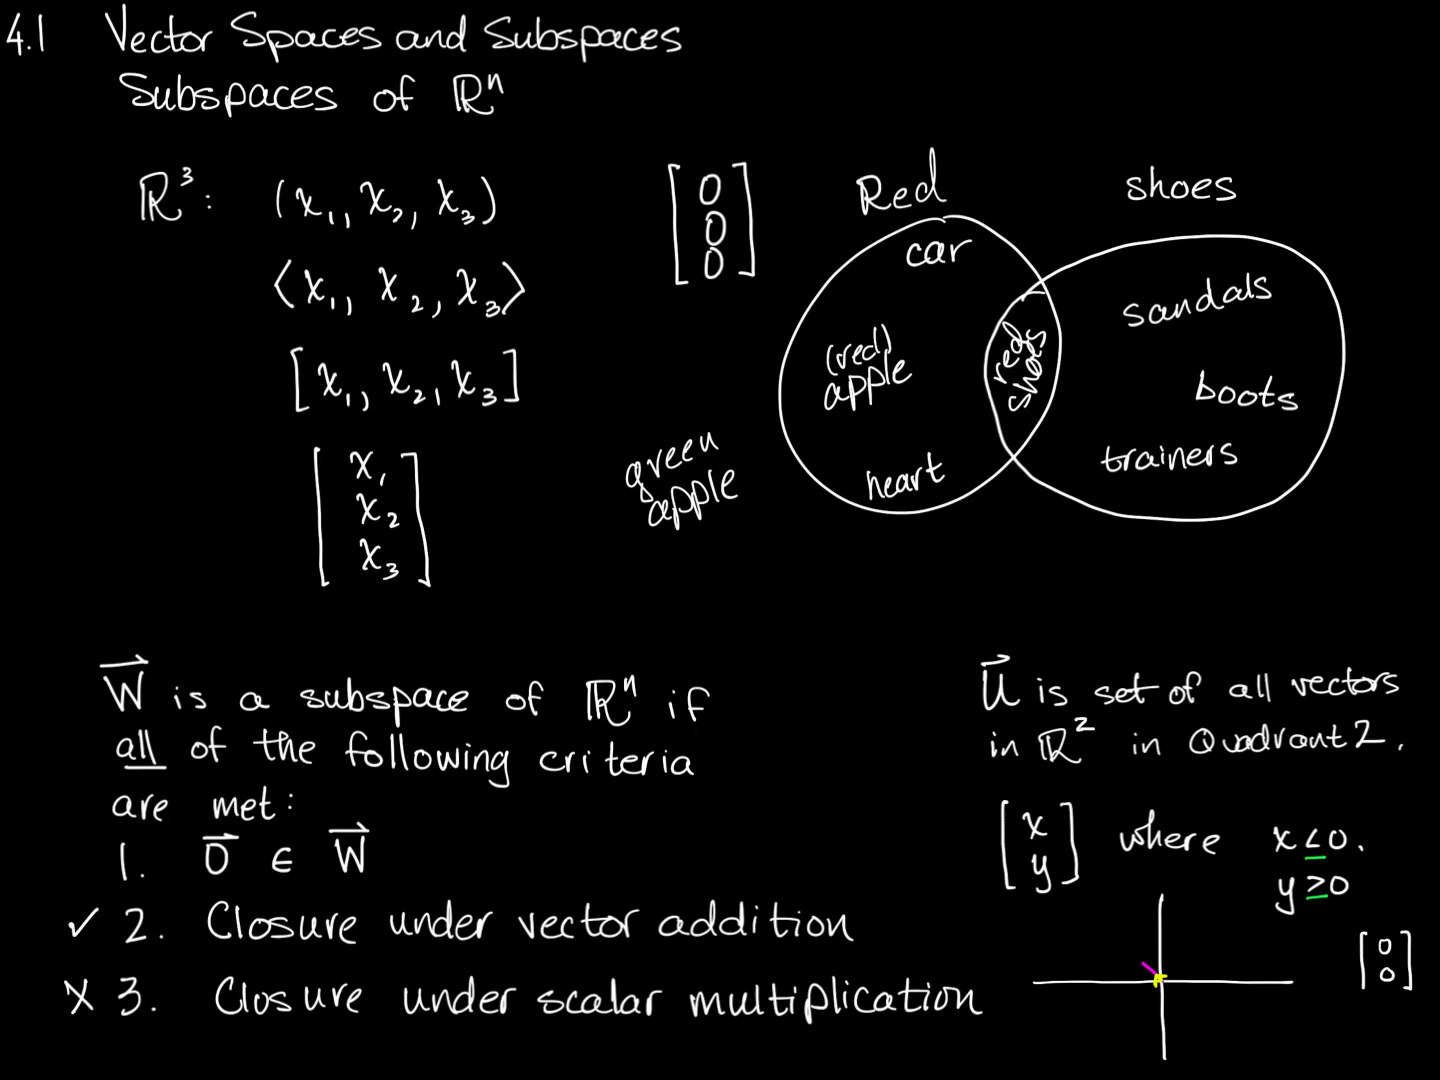 4.1 Vector Spaces and Subspaces
Subspaces of ℝⁿ
ℝ³: (x₁, x₂, x₃)
⟨x₁, x₂, x₃⟩
[x₁, x₂, x₃]
[x₁
x₂
x₃]
[0
0
0]
Red
shoes
car
(red)
apple
heart
red
shoes
sandals
boots
trainers
green
apple
W⃗ is a subspace of ℝⁿ if
all of the following criteria
are met:
1. 0⃗ ∈ W⃗
✓ 2. Closure under vector addition
X 3. Closure under scalar multiplication
U⃗ is set of all vectors
in ℝ² in Quadrant 2.
[x
y] where x ≤ 0.
y ≥ 0
[0
0]